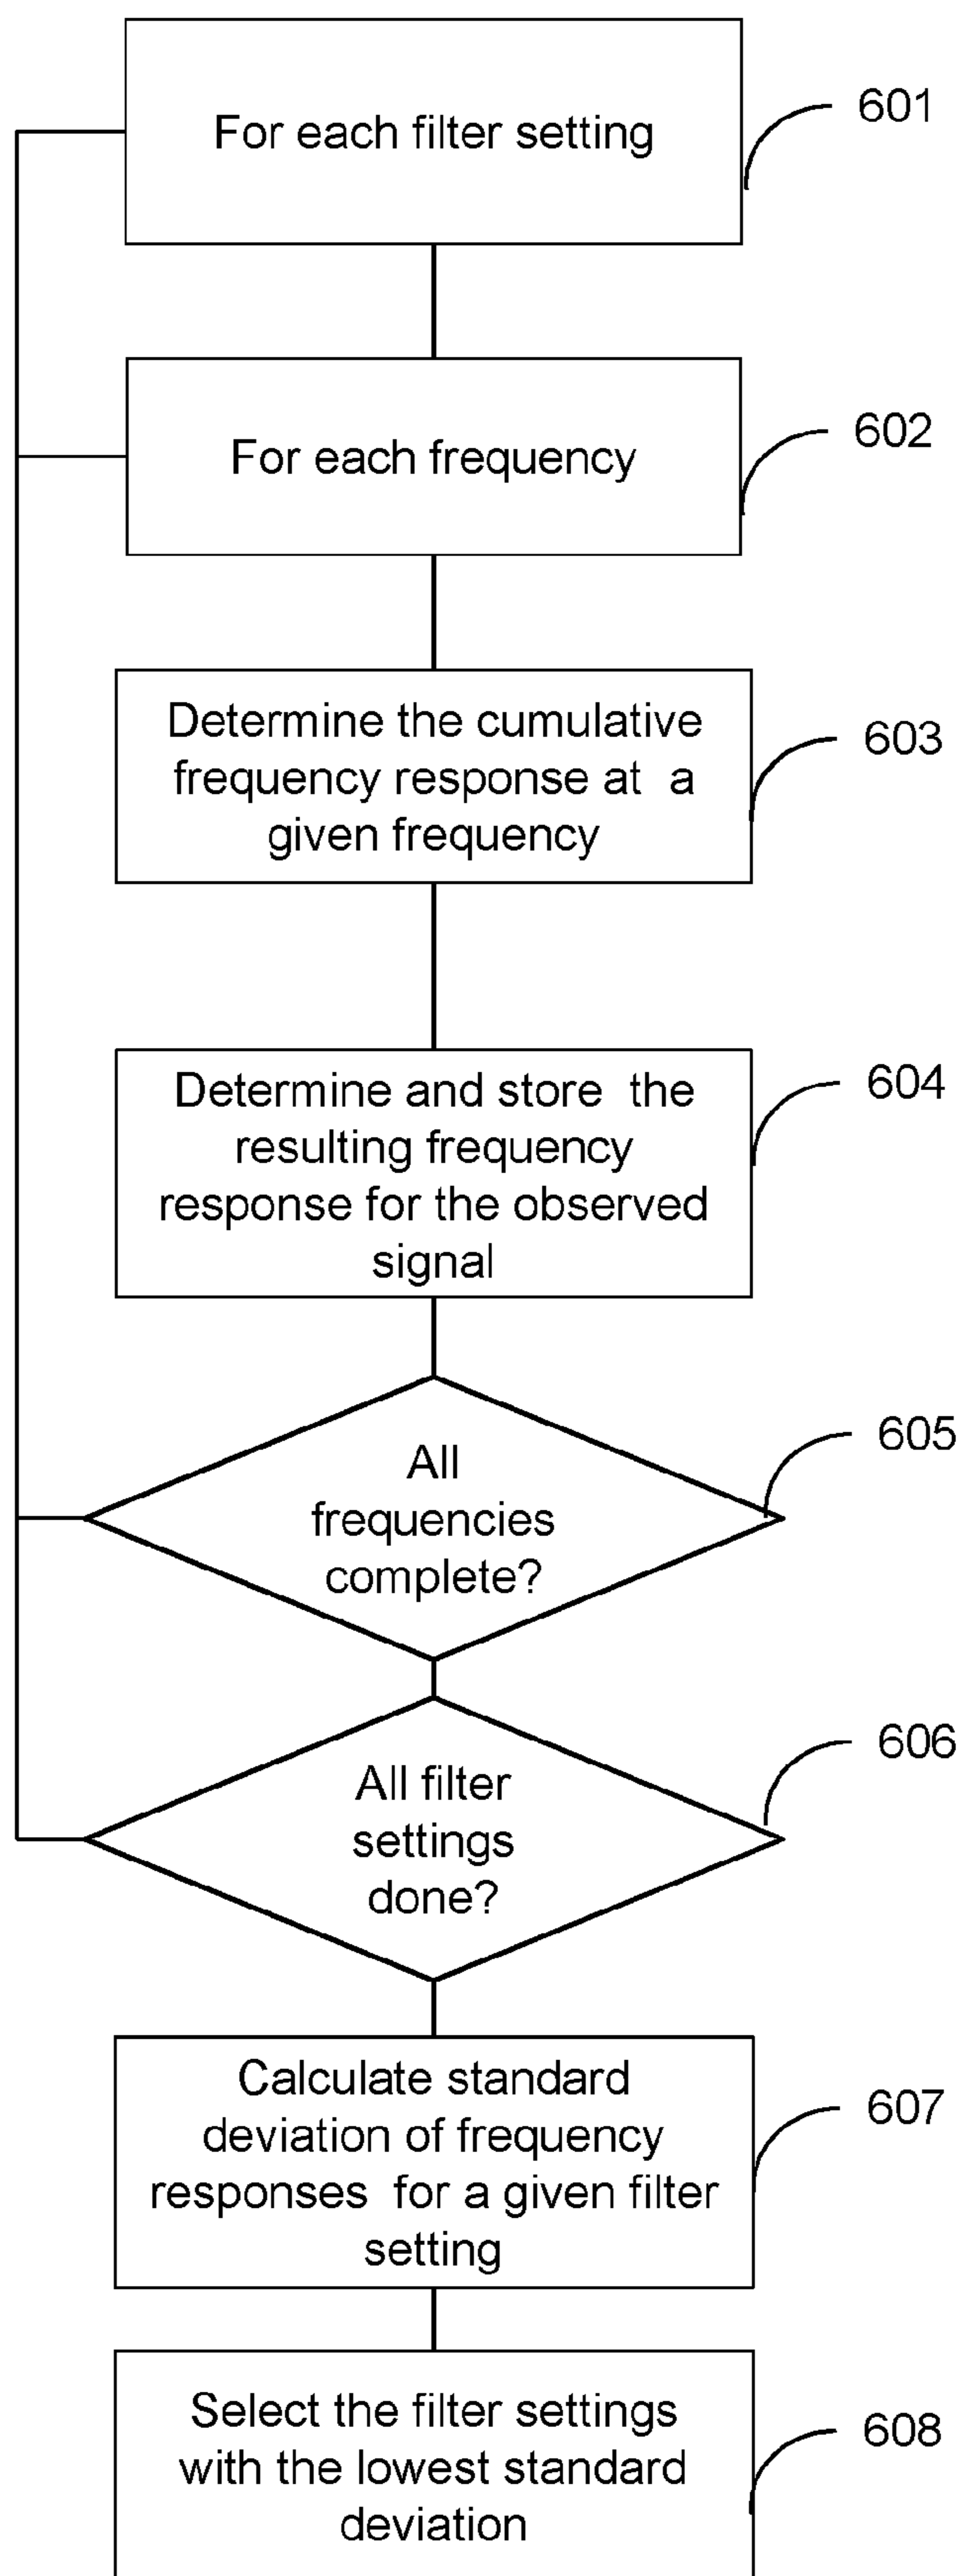 For each filter setting
601
For each frequency
602
Determine the cumulative
frequency response at a
given frequency
603
Determine and store the
resulting frequency
response for the observed
signal
604
All
frequencies
complete?
605
All filter
settings
done?
606
Calculate standard
deviation of frequency
responses for a given filter
setting
607
Select the filter settings
with the lowest standard
deviation
608